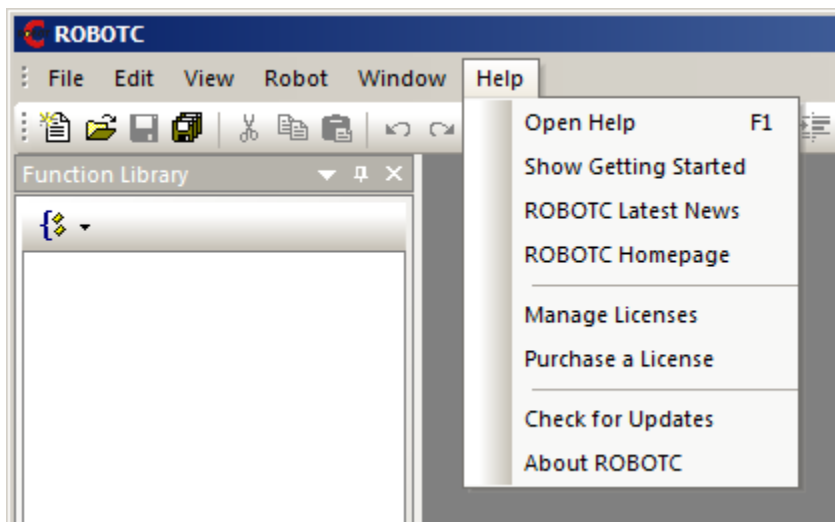 ROBOTC
File Edit View Robot Window Help
Function Library
Open Help F1
Show Getting Started
ROBOTC Latest News
ROBOTC Homepage
Manage Licenses
Purchase a License
Check for Updates
About ROBOTC